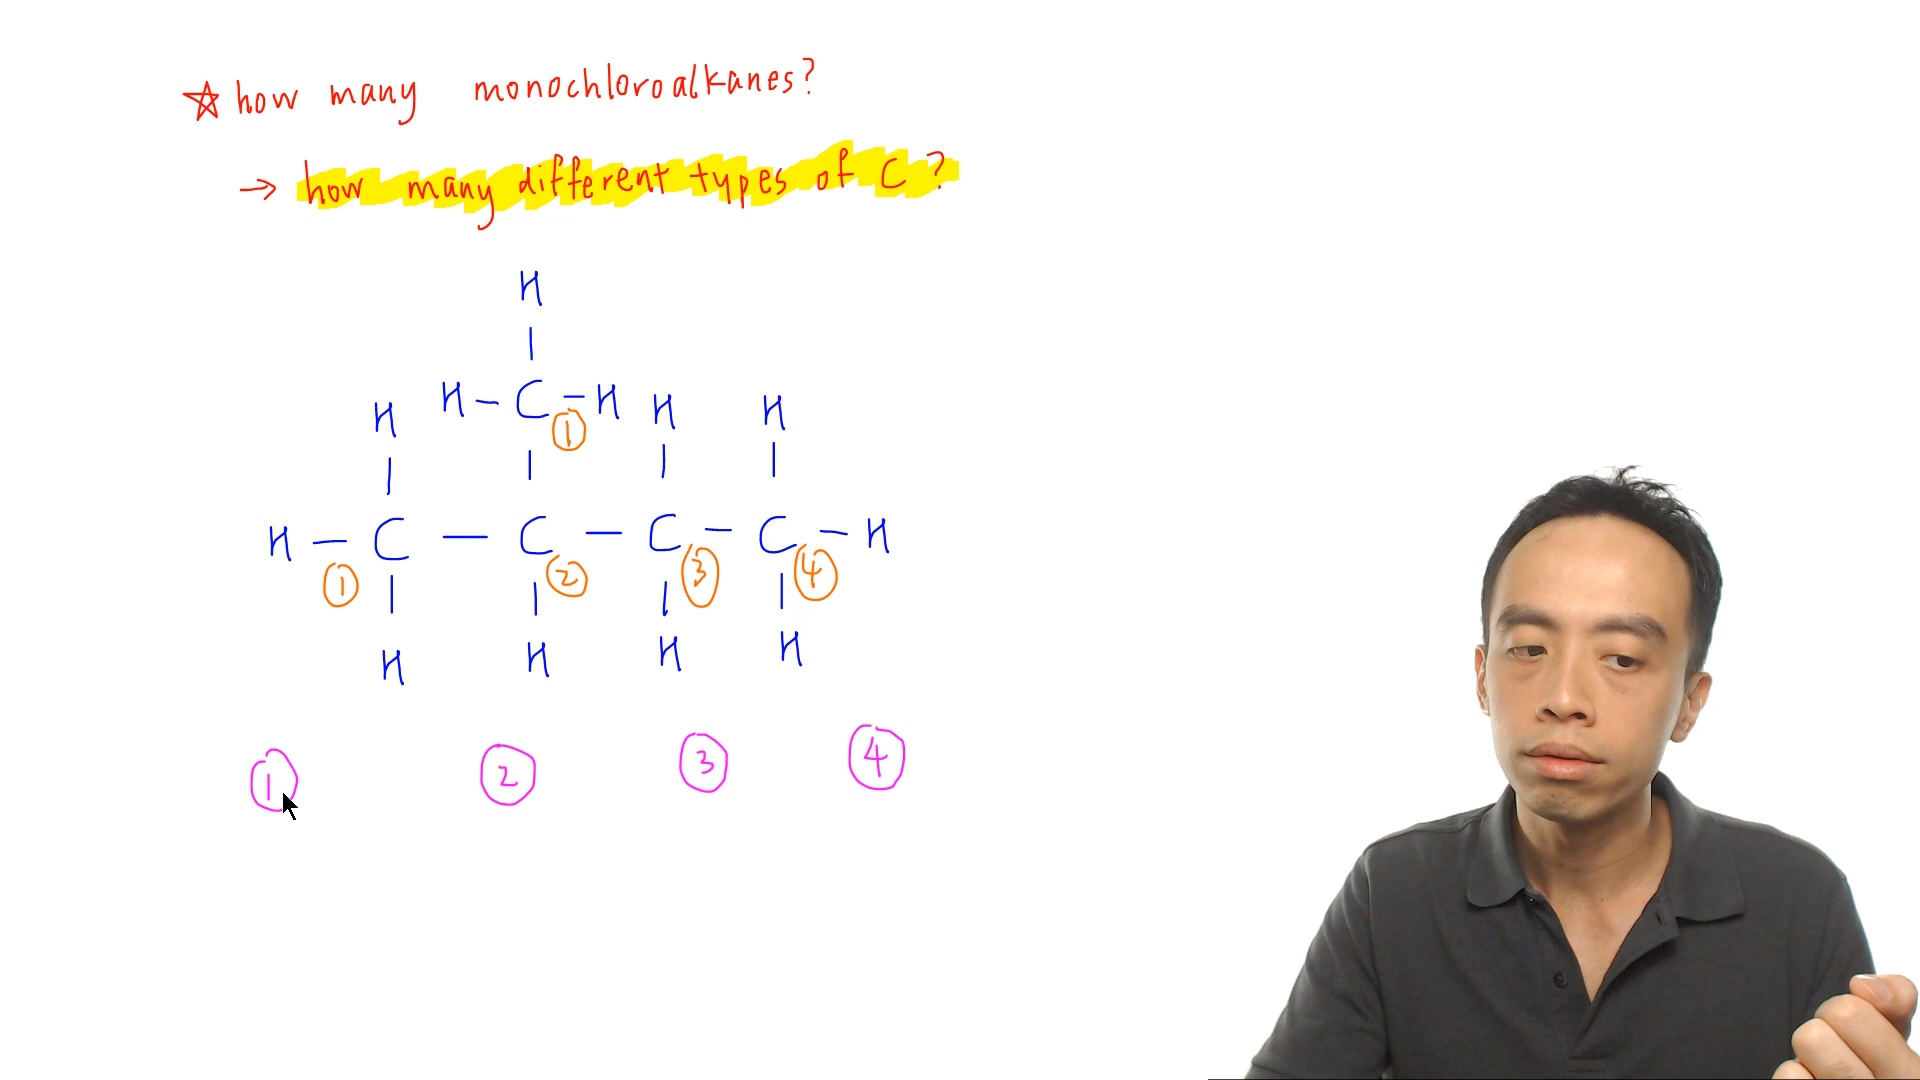 ☆ how many monochloroalkanes?
→ how many different types of C?
H
|
H H – C – H H H
①
| | | |
H – C — C – C – C – H
① ② ③ ④
| | | |
H H H H
① ② ③ ④